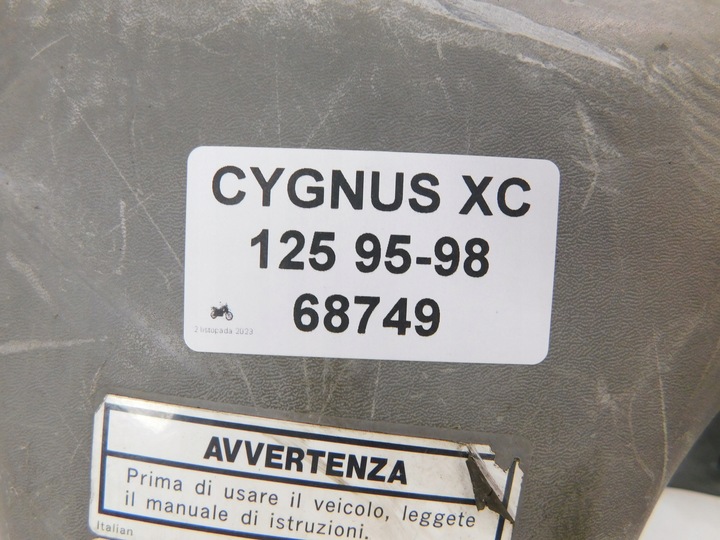 CYGNUS XC
125 95-98
68749
2 listopada 2023
AVVERTENZA
Prima di usare il veicolo, leggete
il manuale di istruzioni.
Italian